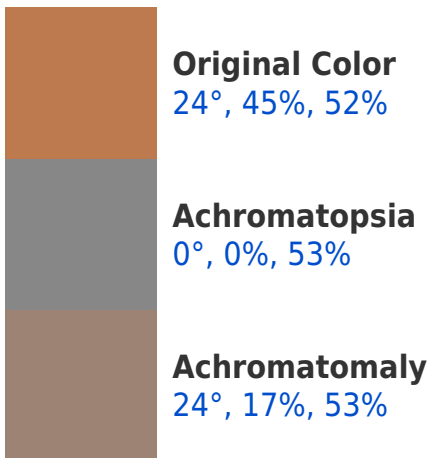 Original Color
24°, 45%, 52%
Achromatopsia
0°, 0%, 53%
Achromatomaly
24°, 17%, 53%